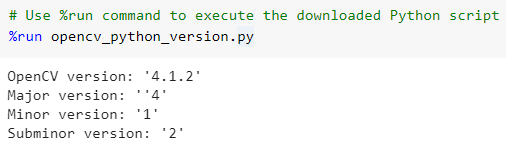 # Use %run command to execute the downloaded Python script
%run opencv_python_version.py
OpenCV version: '4.1.2'
Major version: ''4'
Minor version: '1'
Subminor version: '2'